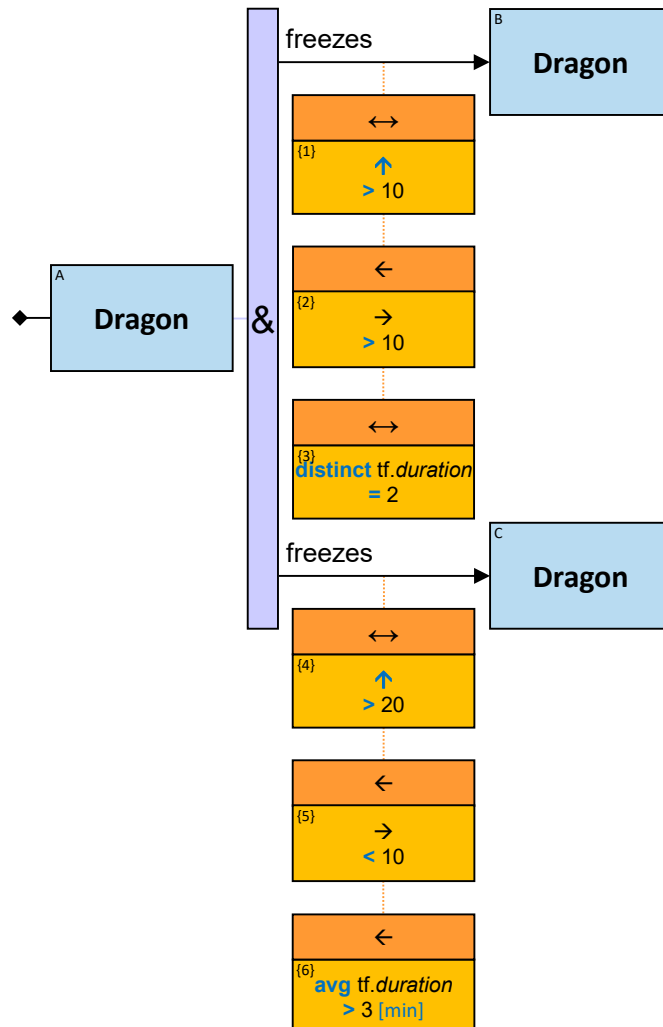 B
freezes
Dragon
↔
{1}
↑
> 10
A
Dragon
&
←
{2}
→
> 10
↔
{3}
distinct tf.duration
= 2
C
freezes
Dragon
↔
{4}
↑
> 20
←
{5}
→
< 10
←
{6}
avg tf.duration
> 3 [min]